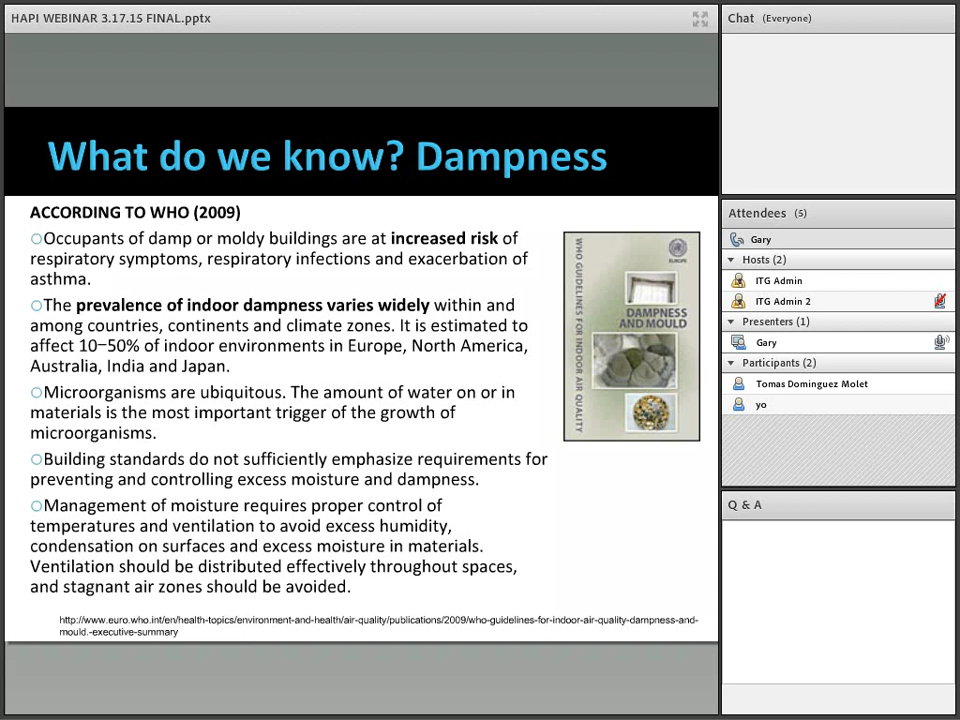 HAPI WEBINAR 3.17.15 FINAL.pptx
What do we know? Dampness
ACCORDING TO WHO (2009)
Occupants of damp or moldy buildings are at increased risk of
respiratory symptoms, respiratory infections and exacerbation of
asthma.
The prevalence of indoor dampness varies widely within and
among countries, continents and climate zones. It is estimated to
affect 10–50% of indoor environments in Europe, North America,
Australia, India and Japan.
Microorganisms are ubiquitous. The amount of water on or in
materials is the most important trigger of the growth of
microorganisms.
Building standards do not sufficiently emphasize requirements for
preventing and controlling excess moisture and dampness.
Management of moisture requires proper control of
temperatures and ventilation to avoid excess humidity,
condensation on surfaces and excess moisture in materials.
Ventilation should be distributed effectively throughout spaces,
and stagnant air zones should be avoided.
WHO GUIDELINES FOR INDOOR AIR QUALITY
EUROPE
DAMPNESS
AND MOULD
http://www.euro.who.int/en/health-topics/environment-and-health/air-quality/publications/2009/who-guidelines-for-indoor-air-quality-dampness-and-
mould.-executive-summary
Chat (Everyone)
Attendees (5)
Gary
Hosts (2)
ITG Admin
ITG Admin 2
Presenters (1)
Gary
Participants (2)
Tomas Dominguez Molet
yo
Q & A